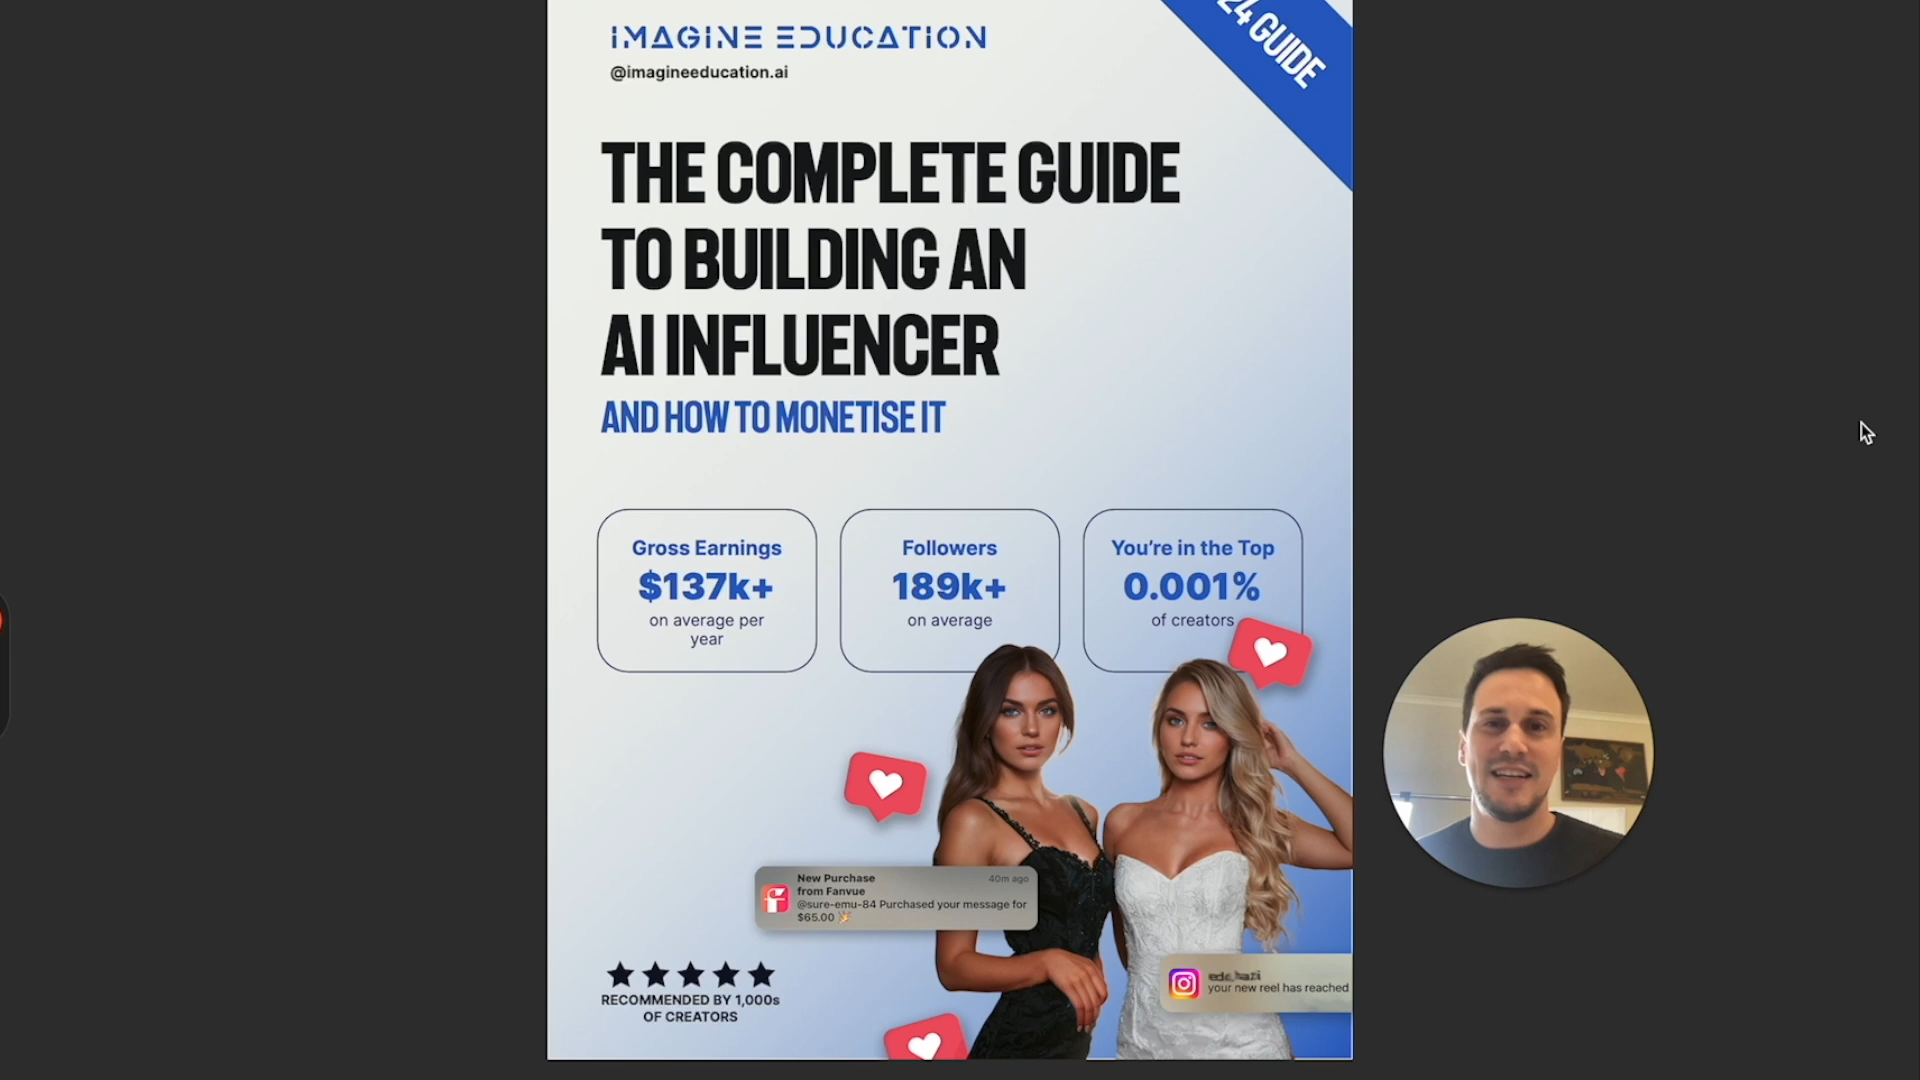 IMAGINE EDUCATION
@imagineeducation.ai
24 GUIDE
THE COMPLETE GUIDE
TO BUILDING AN
AI INFLUENCER
AND HOW TO MONETISE IT
Gross Earnings
$137k+
on average per
year
Followers
189k+
on average
You're in the Top
0.001%
of creators
New Purchase
from Fanvue
40m ago
@sure-emu-84 Purchased your message for
$65.00
your new reel has reached
RECOMMENDED BY 1,000s
OF CREATORS